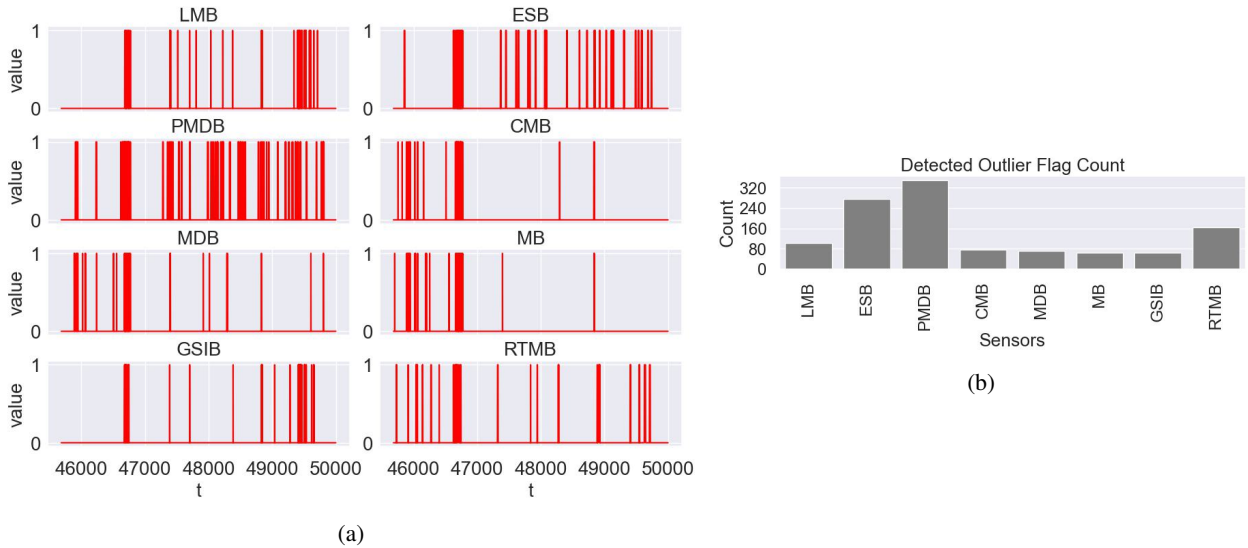 LMB
ESB
value
1
0
PMDB
CMB
value
1
0
MDB
MB
value
1
0
GSIB
RTMB
value
1
0
46000 47000 48000 49000 50000
46000 47000 48000 49000 50000
t
t
(a)
Detected Outlier Flag Count
Count
320
240
160
80
0
LMB
ESB
PMDB
CMB
MDB
MB
GSIB
RTMB
Sensors
(b)